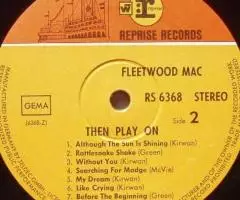 r
REPRISE RECORDS
FLEETWOOD MAC
GEMA
RS 6368 STEREO
(6368-Z)
Side 2
THEN PLAY ON
1. Although The Sun Is Shining (Kirwan)
2. Rattlesnake Shake (Green)
3. Without You (Kirwan)
4. Searching For Madge (McVie)
5. My Dream (Kirwan)
6. Like Crying (Kirwan)
7. Before The Beginning (Green)